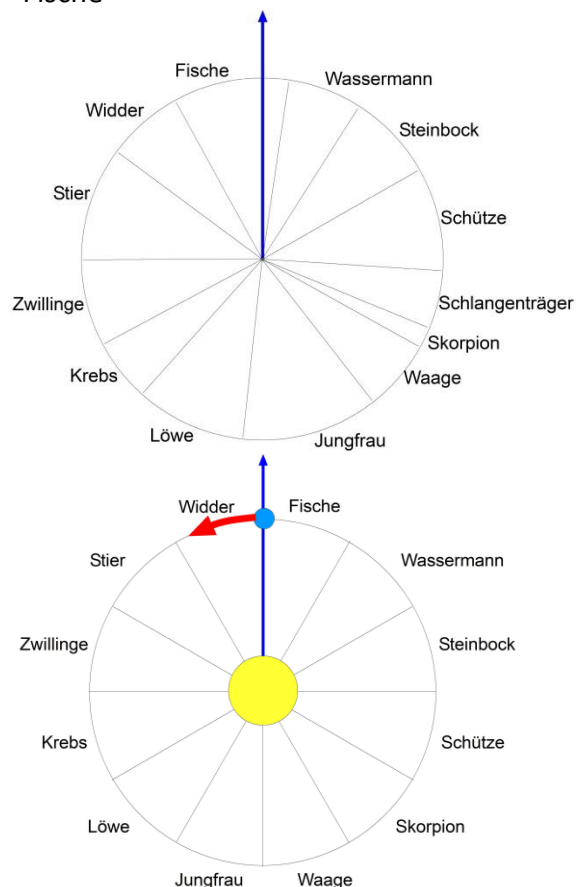 Fische
Fische
Wassermann
Widder
Steinbock
Stier
Schütze
Zwillinge
Schlangenträger
Skorpion
Krebs
Waage
Löwe
Jungfrau
Widder
Fische
Stier
Wassermann
Zwillinge
Steinbock
Krebs
Schütze
Löwe
Skorpion
Jungfrau
Waage